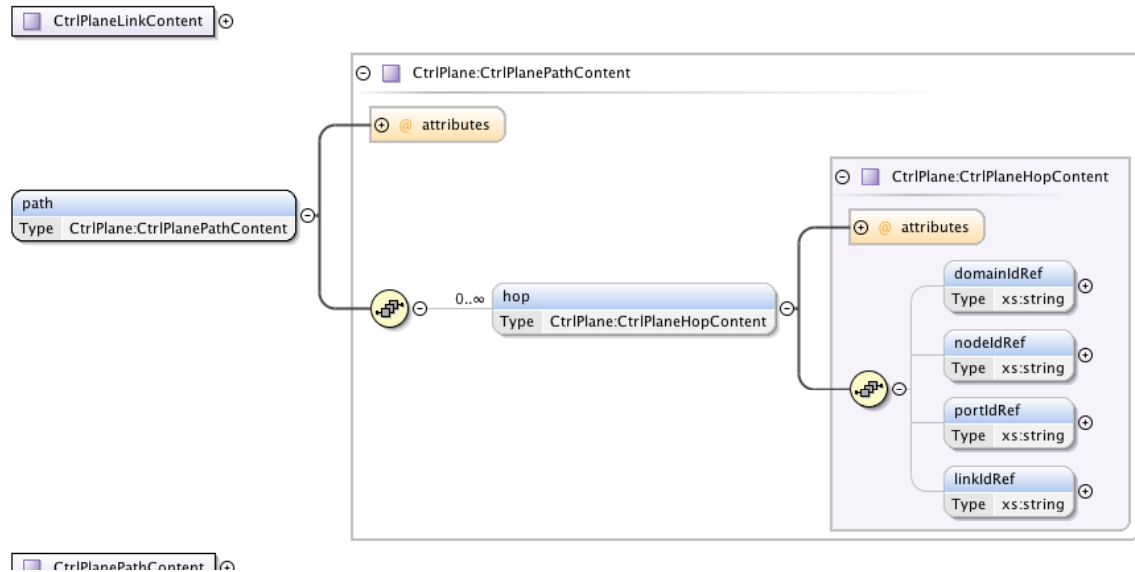 CtrlPlaneLinkContent
CtrlPlane:CtrlPlanePathContent
@ attributes
path
Type CtrlPlane:CtrlPlanePathContent
0..∞
hop
Type CtrlPlane:CtrlPlaneHopContent
CtrlPlane:CtrlPlaneHopContent
@ attributes
domainIdRef
Type xs:string
nodeIdRef
Type xs:string
portIdRef
Type xs:string
linkIdRef
Type xs:string
CtrlPlanePathContent